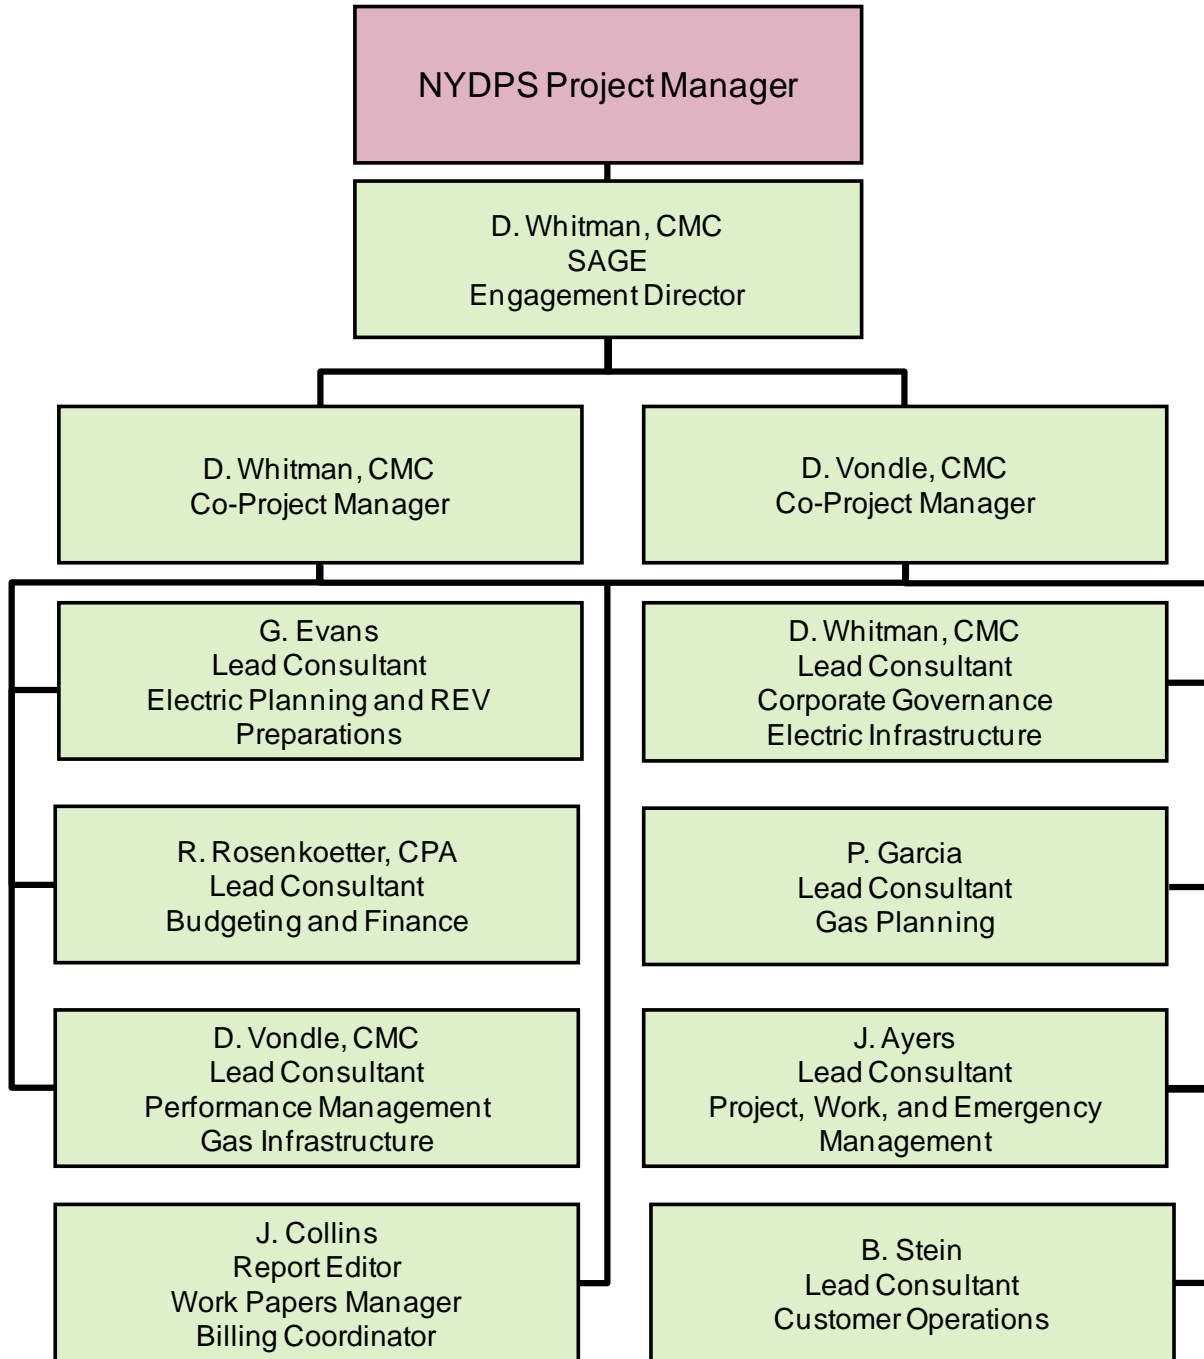 NYDPS Project Manager
D. Whitman, CMC
SAGE
Engagement Director
D. Whitman, CMC
Co-Project Manager
D. Vondle, CMC
Co-Project Manager
G. Evans
Lead Consultant
Electric Planning and REV
Preparations
D. Whitman, CMC
Lead Consultant
Corporate Governance
Electric Infrastructure
R. Rosenkoetter, CPA
Lead Consultant
Budgeting and Finance
P. Garcia
Lead Consultant
Gas Planning
D. Vondle, CMC
Lead Consultant
Performance Management
Gas Infrastructure
J. Ayers
Lead Consultant
Project, Work, and Emergency
Management
J. Collins
Report Editor
Work Papers Manager
Billing Coordinator
B. Stein
Lead Consultant
Customer Operations